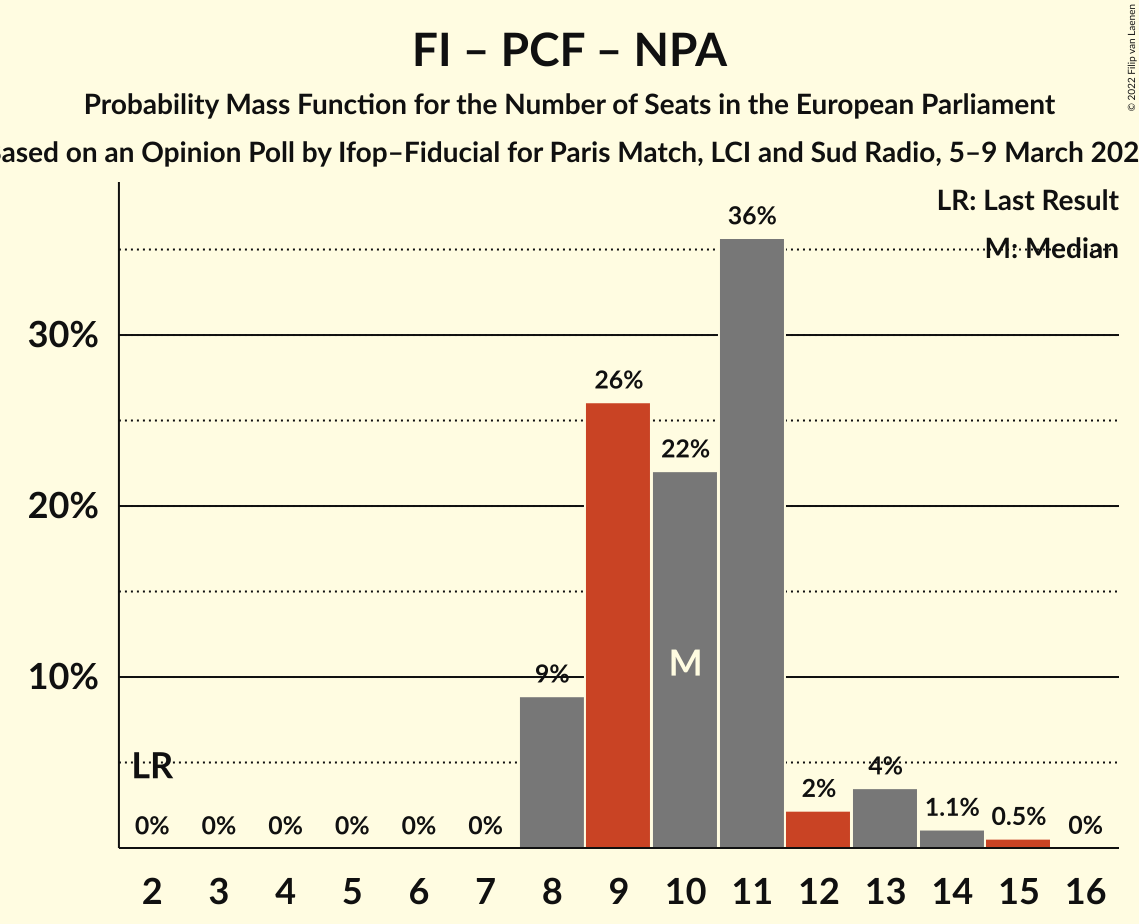 FI – PCF – NPA
Probability Mass Function for the Number of Seats in the European Parliament
on an Opinion Poll by Ifop–Fiducial for Paris Match, LCI and Sud Radio, 5–9 March
© 2022 Filip van Laenen
LR: Last Result
M: Median
36%
30%
26%
22%
20%
M
10%
9%
LR
4%
2%
1.1%
0.5%
0% 0% 0% 0% 0% 0% 0%
2 3 4 5 6 7 8 9 10 11 12 13 14 15 16